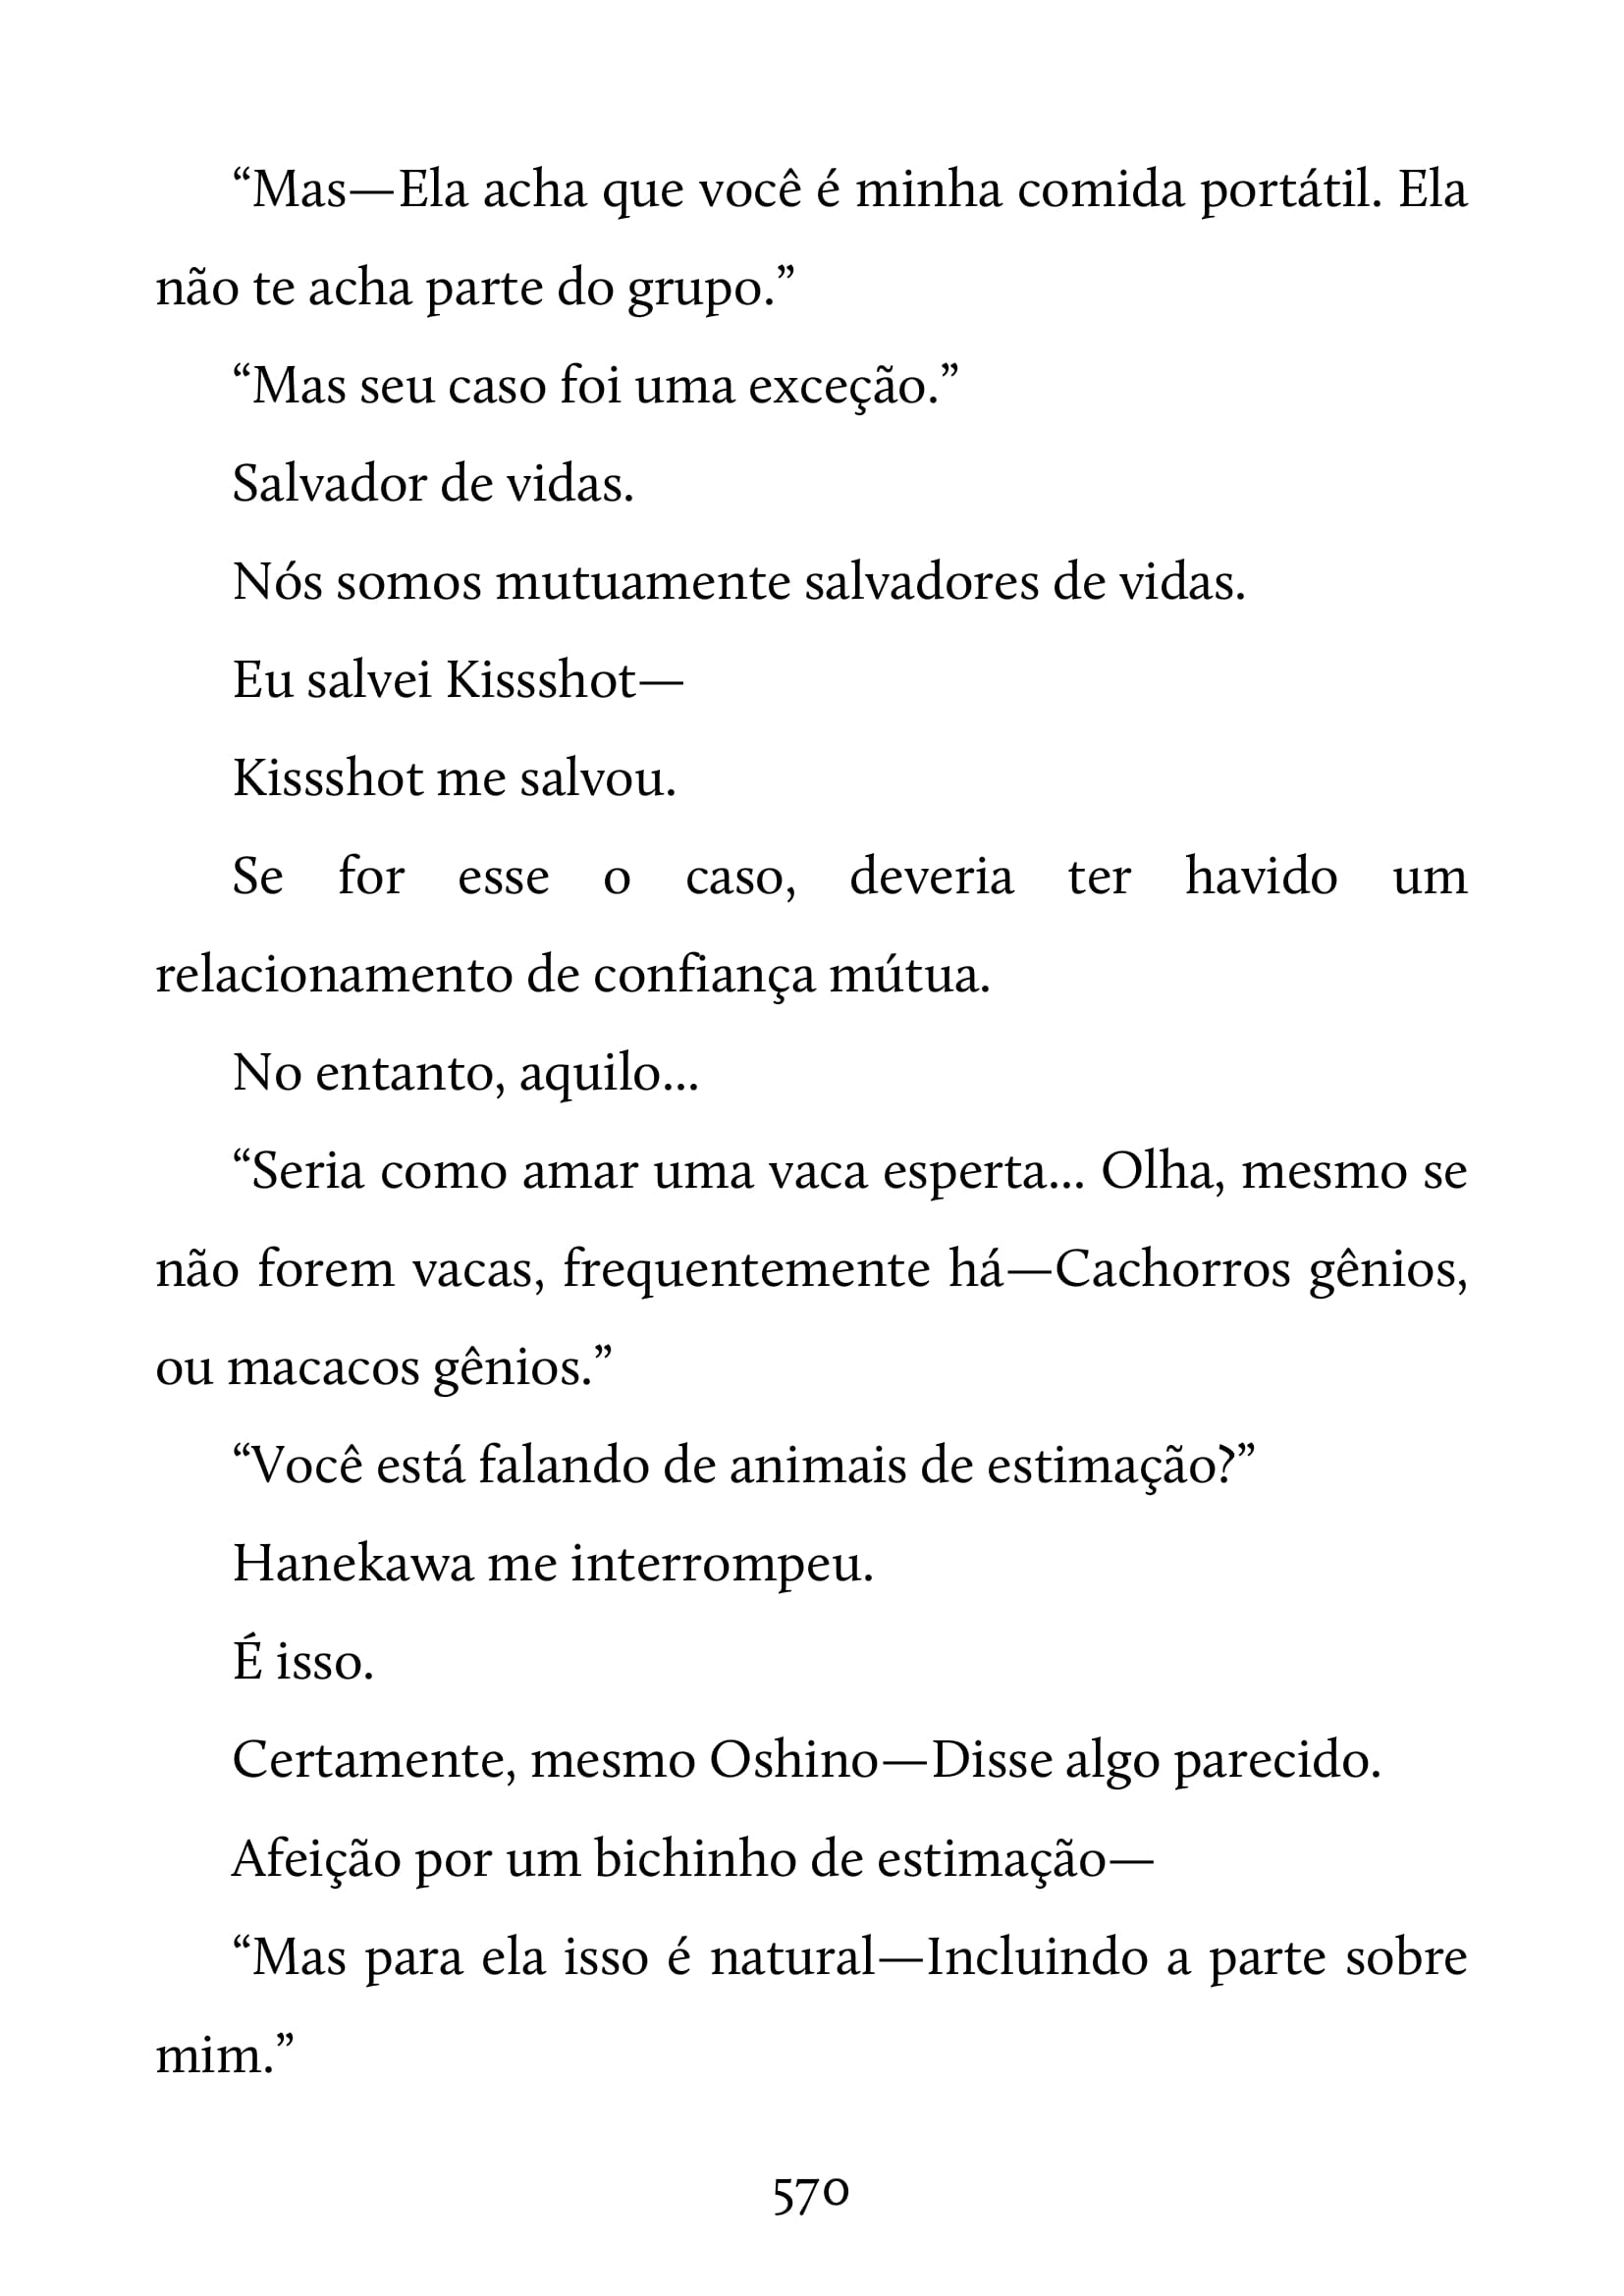 “Mas—Ela acha que você é minha comida portátil. Ela
não te acha parte do grupo.”
“Mas seu caso foi uma exceção.”
Salvador de vidas.
Nós somos mutuamente salvadores de vidas.
Eu salvei Kissshot—
Kissshot me salvou.
Se for esse o caso, deveria ter havido um
relacionamento de confiança mútua.
No entanto, aquilo...
“Seria como amar uma vaca esperta... Olha, mesmo se
não forem vacas, frequentemente há—Cachorros gênios,
ou macacos gênios.”
“Você está falando de animais de estimação?”
Hanekawa me interrompeu.
É isso.
Certamente, mesmo Oshino—Disse algo parecido.
Afeição por um bichinho de estimação—
“Mas para ela isso é natural—Incluindo a parte sobre
mim.”
570